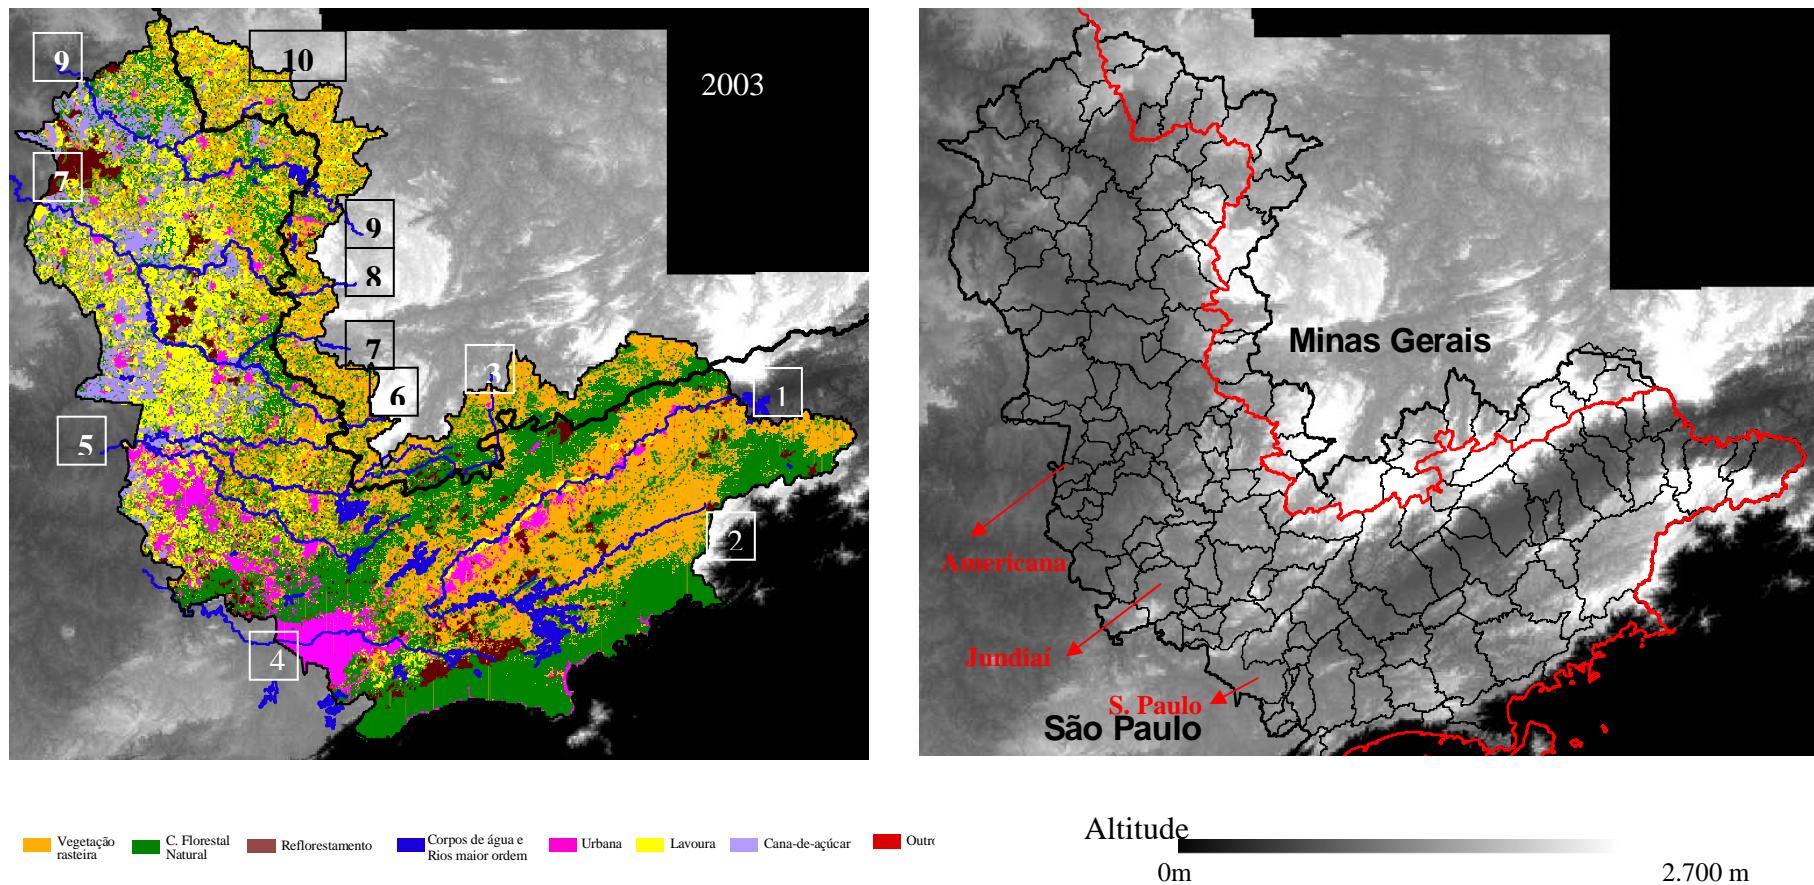 9
10
2003
7
9
8
7
3
6
1
5
2
4
Vegetação
rasteira
C. Florestal
Natural
Reflorestamento
Corpos de água e
Rios maior ordem
Urbana
Lavoura
Cana-de-açúcar
Outro
Minas Gerais
Americana
Jundiaí
S. Paulo
São Paulo
Altitude
0m
2.700 m